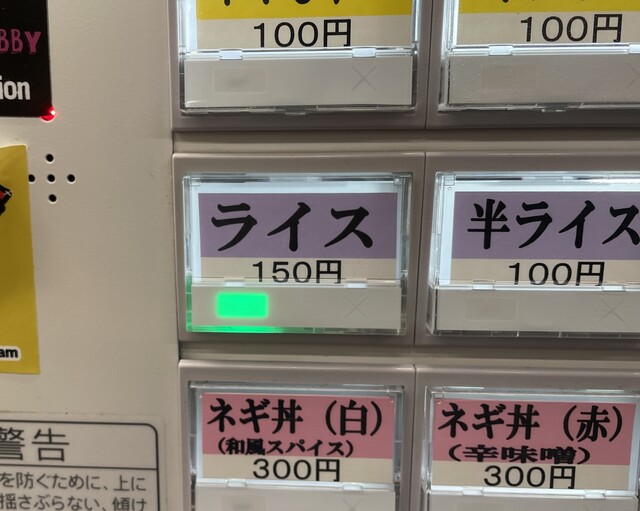 BBY
ion
100円
100円
ライス
150円
半ライス
100円
am
ネギ丼（白）
（和風スパイス）
300円
ネギ丼（赤）
（辛味噌）
300円
警告
を防ぐために、上に
揺さぶらない、傾け